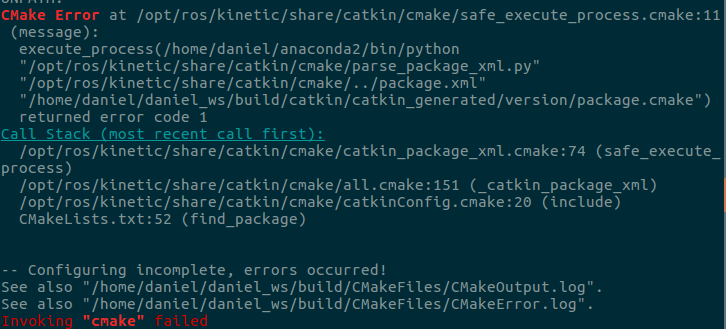 CMake Error at /opt/ros/kinetic/share/catkin/cmake/safe_execute_process.cmake:11
 (message):
  execute_process(/home/daniel/anaconda2/bin/python
  "/opt/ros/kinetic/share/catkin/cmake/parse_package_xml.py"
  "/opt/ros/kinetic/share/catkin/cmake/../package.xml"
  "/home/daniel/daniel_ws/build/catkin/catkin_generated/version/package.cmake")
  returned error code 1
Call Stack (most recent call first):
  /opt/ros/kinetic/share/catkin/cmake/catkin_package_xml.cmake:74 (safe_execute_
process)
  /opt/ros/kinetic/share/catkin/cmake/all.cmake:151 (_catkin_package_xml)
  /opt/ros/kinetic/share/catkin/cmake/catkinConfig.cmake:20 (include)
  CMakeLists.txt:52 (find_package)
-- Configuring incomplete, errors occurred!
See also "/home/daniel/daniel_ws/build/CMakeFiles/CMakeOutput.log".
See also "/home/daniel/daniel_ws/build/CMakeFiles/CMakeError.log".
Invoking "cmake" failed